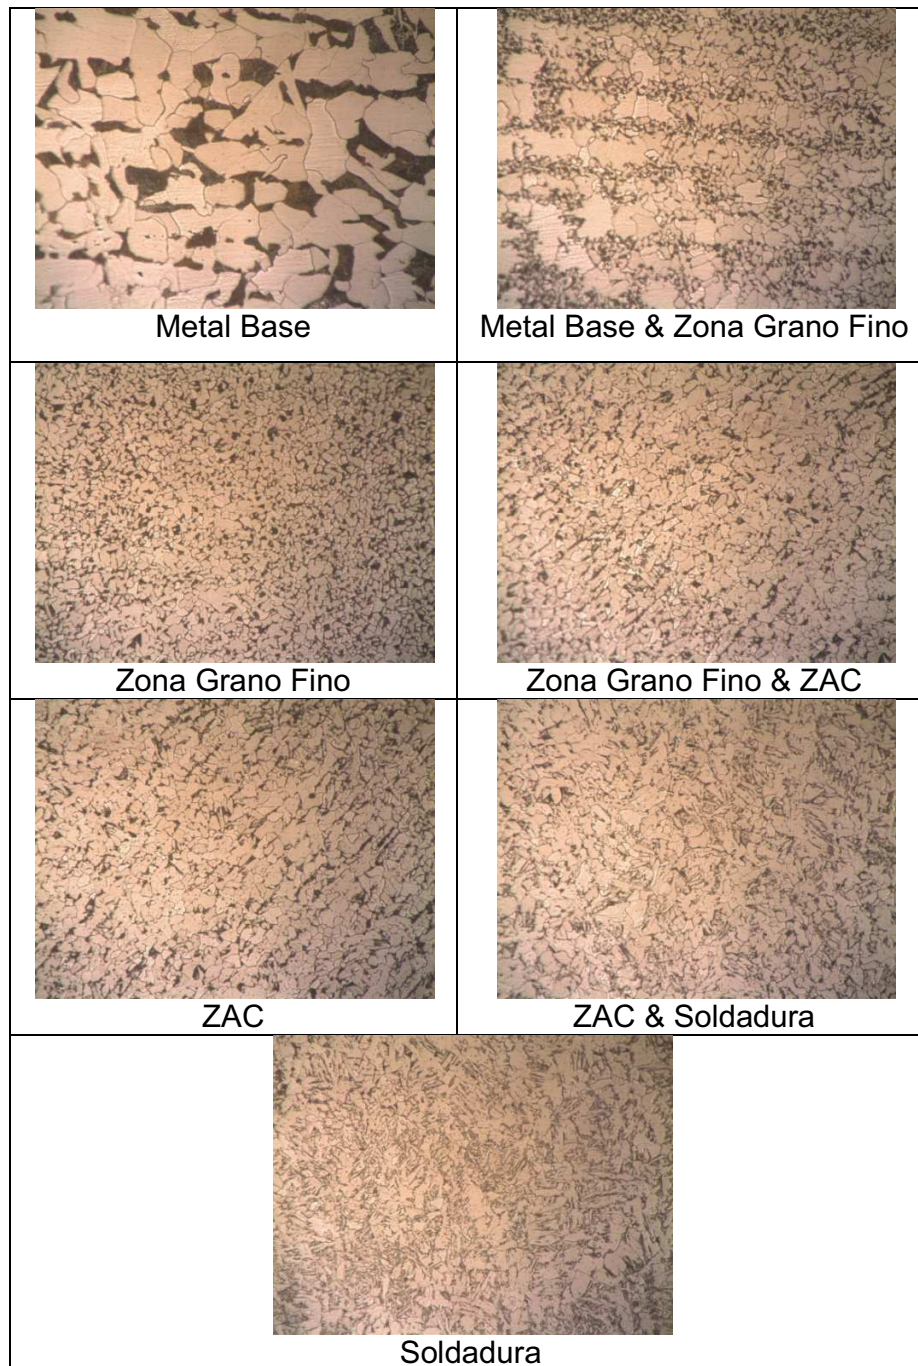 Metal Base
Metal Base & Zona Grano Fino
Zona Grano Fino
Zona Grano Fino & ZAC
ZAC
ZAC & Soldadura
Soldadura